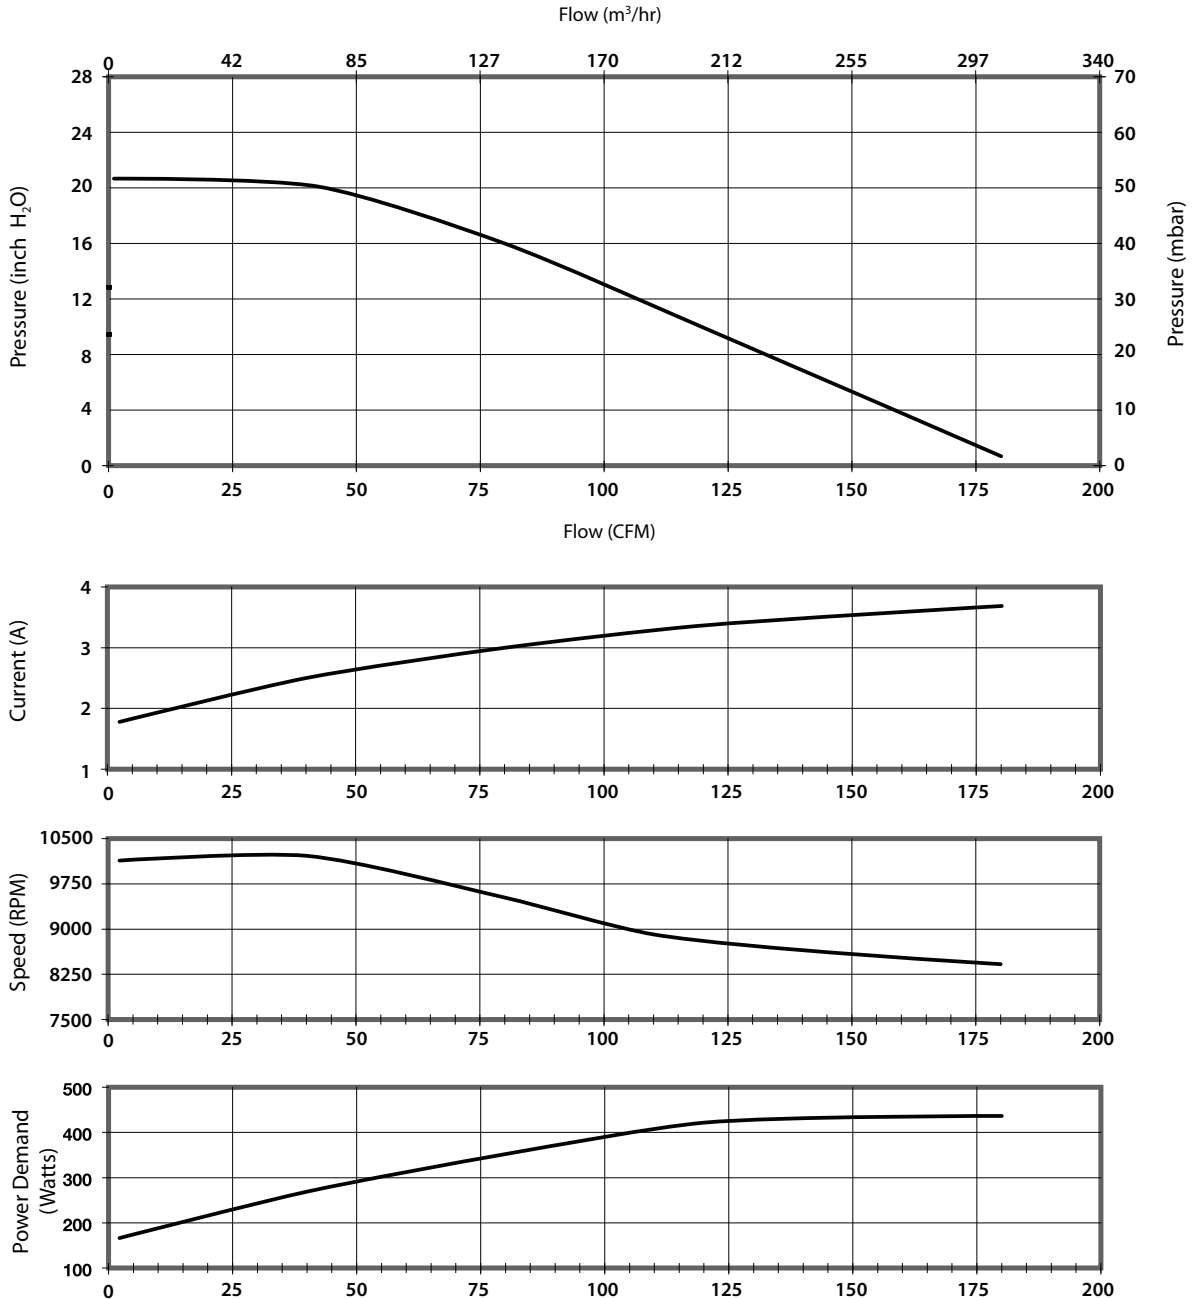 Flow (m³/hr)
0 42 85 127 170 212 255 297 340
28 70
24 60
20 50
16 40
12 30
8 20
4 10
0 0
Pressure (inch H₂O)
Pressure (mbar)
0 25 50 75 100 125 150 175 200
Flow (CFM)
Current (A)
4
3
2
1
0 25 50 75 100 125 150 175 200
Speed (RPM)
10500
9750
9000
8250
7500
0 25 50 75 100 125 150 175 200
Power Demand
(Watts)
500
400
300
200
100
0 25 50 75 100 125 150 175 200